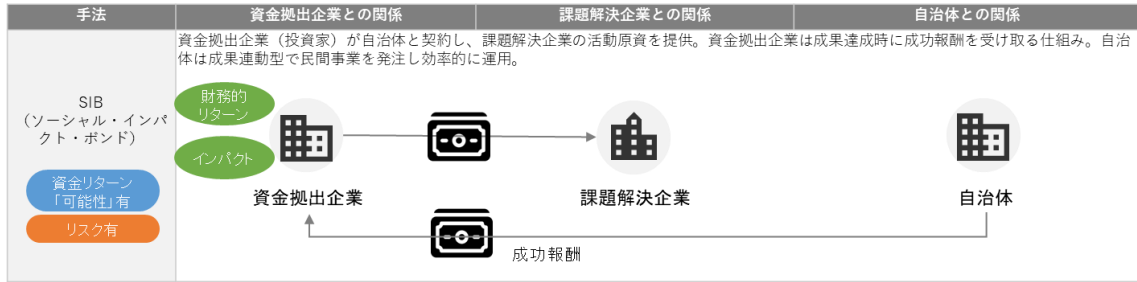 手法
資金拠出企業との関係
課題解決企業との関係
自治体との関係
資金拠出企業（投資家）が自治体と契約し、課題解決企業の活動原資を提供。資金拠出企業は成果達成時に成功報酬を受け取る仕組み。自治
体は成果連動型で民間事業を発注し効率的に運用。
SIB
（ソーシャル・インパ
クト・ボンド）
資金リターン
「可能性」有
リスク有
財務的
リターン
インパクト
資金拠出企業
課題解決企業
自治体
成功報酬